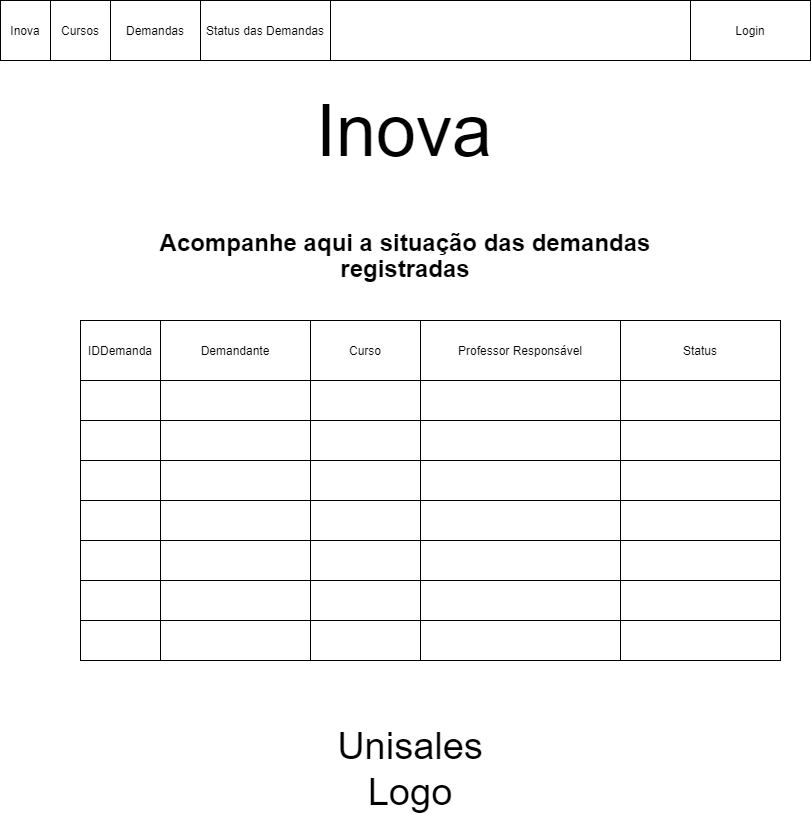 Inova Cursos Demandas Status das Demandas Login
Inova
Acompanhe aqui a situação das demandas
registradas
IDDemanda Demandante Curso Professor Responsável Status
Unisales
Logo